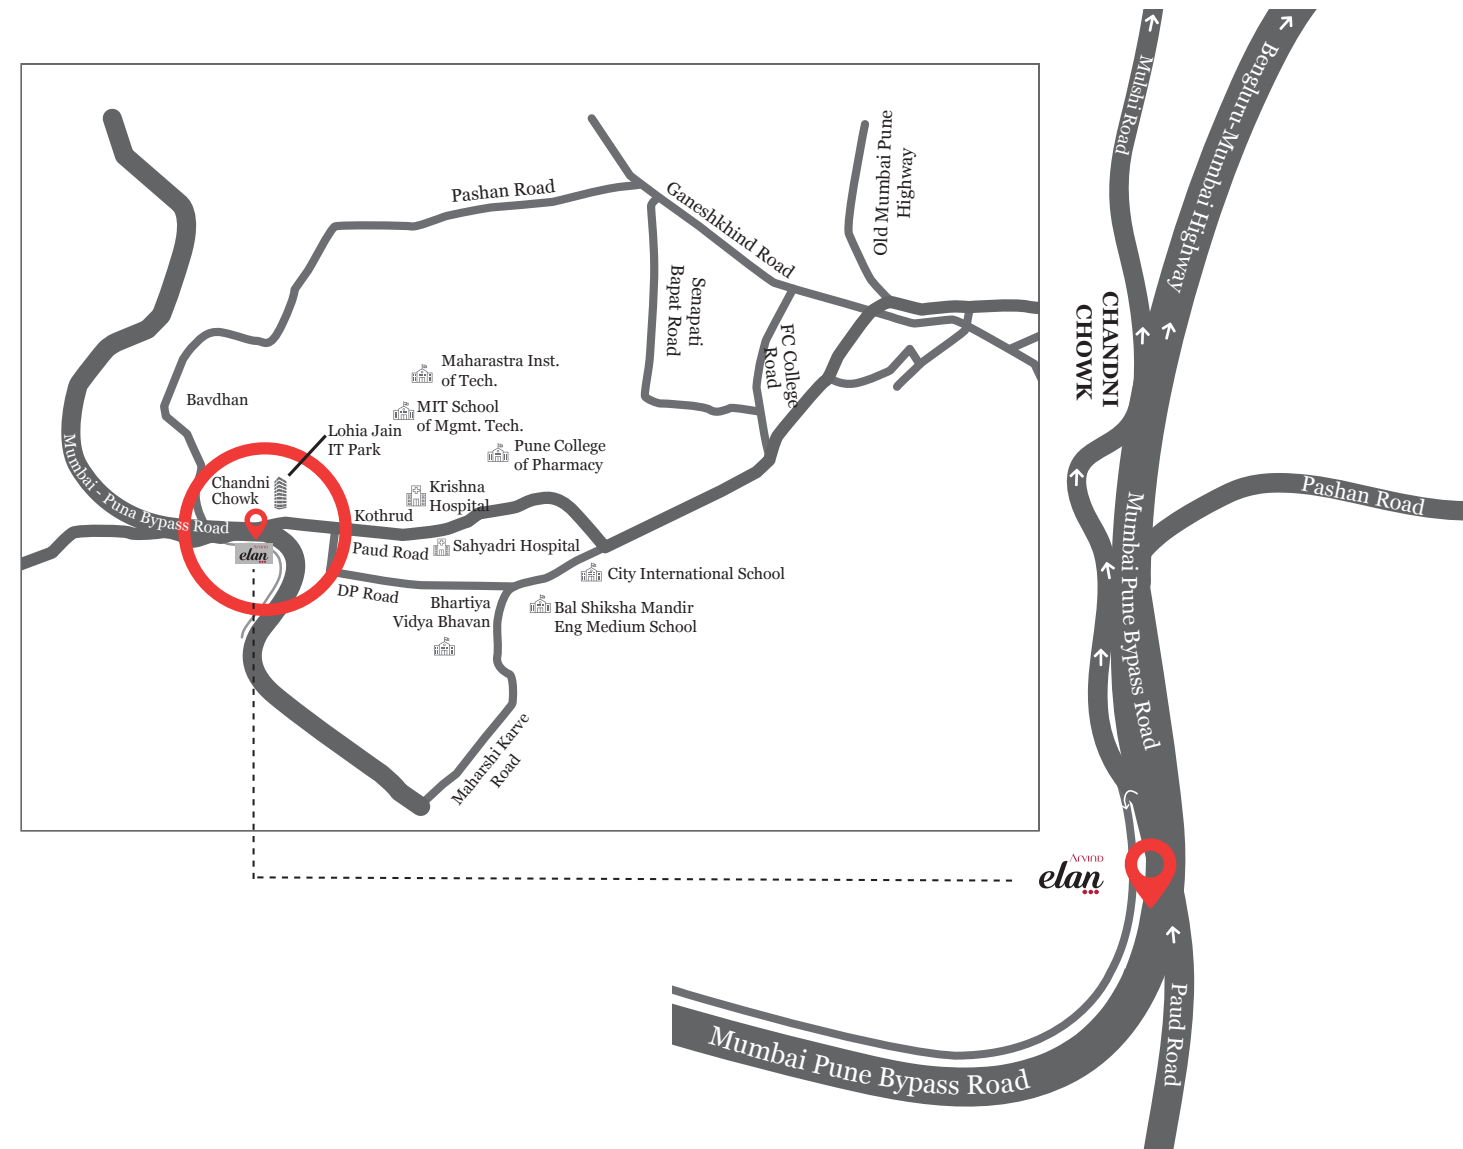 Pashan Road
Ganeshkhind Road
Old Mumbai Pune
Highway
Senapati
Bapat Road
FC College
Road
Maharastra Inst.
of Tech.
MIT School
of Mgmt. Tech.
Bavdhan
Lohia Jain
IT Park
Pune College
of Pharmacy
Chandni
Chowk
Krishna
Hospital
Kothrud
Mumbai - Puna Bypass Road
Paud Road
Sahyadri Hospital
ARVIND
elan
City International School
DP Road
Bhartiya
Vidya Bhavan
Bal Shiksha Mandir
Eng Medium School
Maharshi Karve
Road
Mulshi Road
Bengluru-Mumbai Highway
CHANDNI
CHOWK
Pashan Road
Mumbai Pune Bypass Road
ARVIND
elan
Paud Road
Mumbai Pune Bypass Road